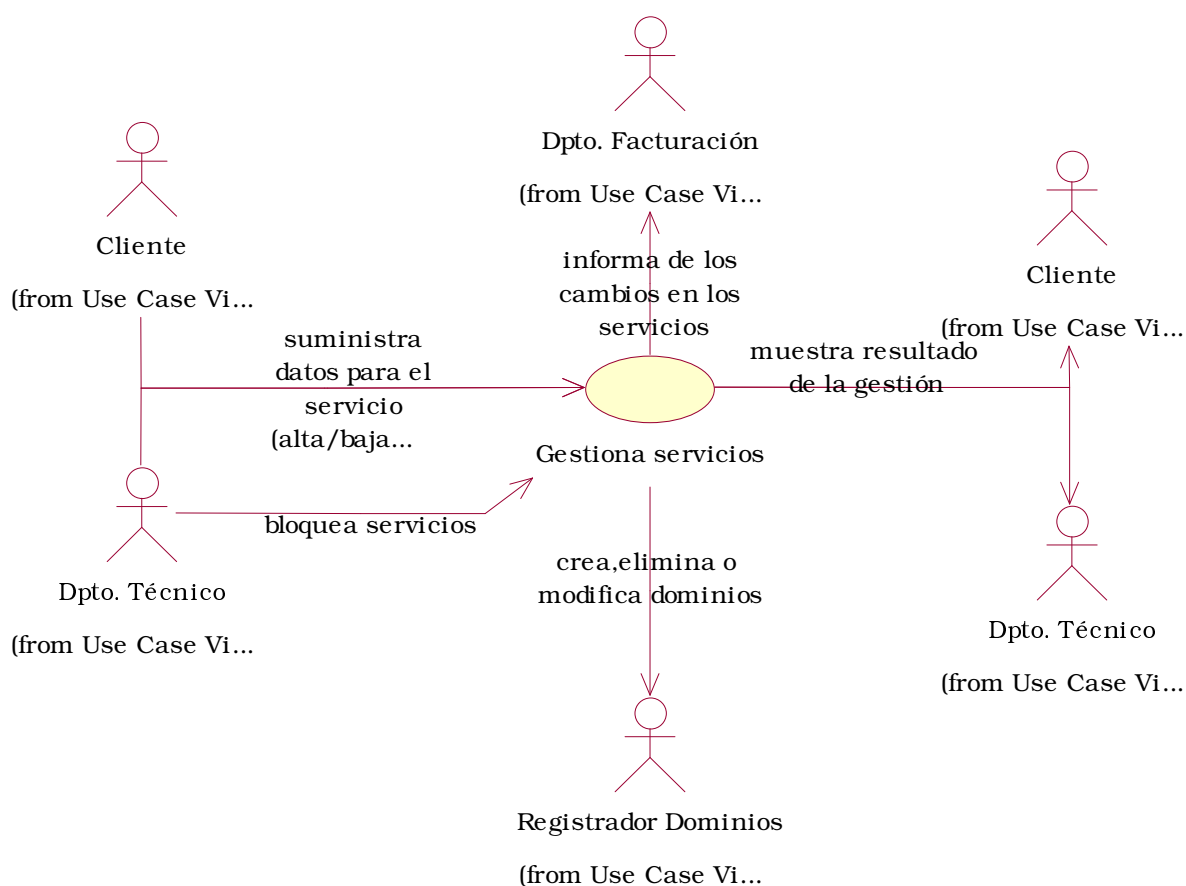 Dpto. Facturación
(from Use Case Vi...
Cliente
(from Use Case Vi...
Cliente
(from Use Case Vi...
informa de los
cambios en los
servicios
suministra
datos para el
servicio
(alta/baja...
muestra resultado
de la gestión
Gestiona servicios
bloquea servicios
Dpto. Técnico
(from Use Case Vi...
crea,elimina o
modifica dominios
Dpto. Técnico
(from Use Case Vi...
Registrador Dominios
(from Use Case Vi...